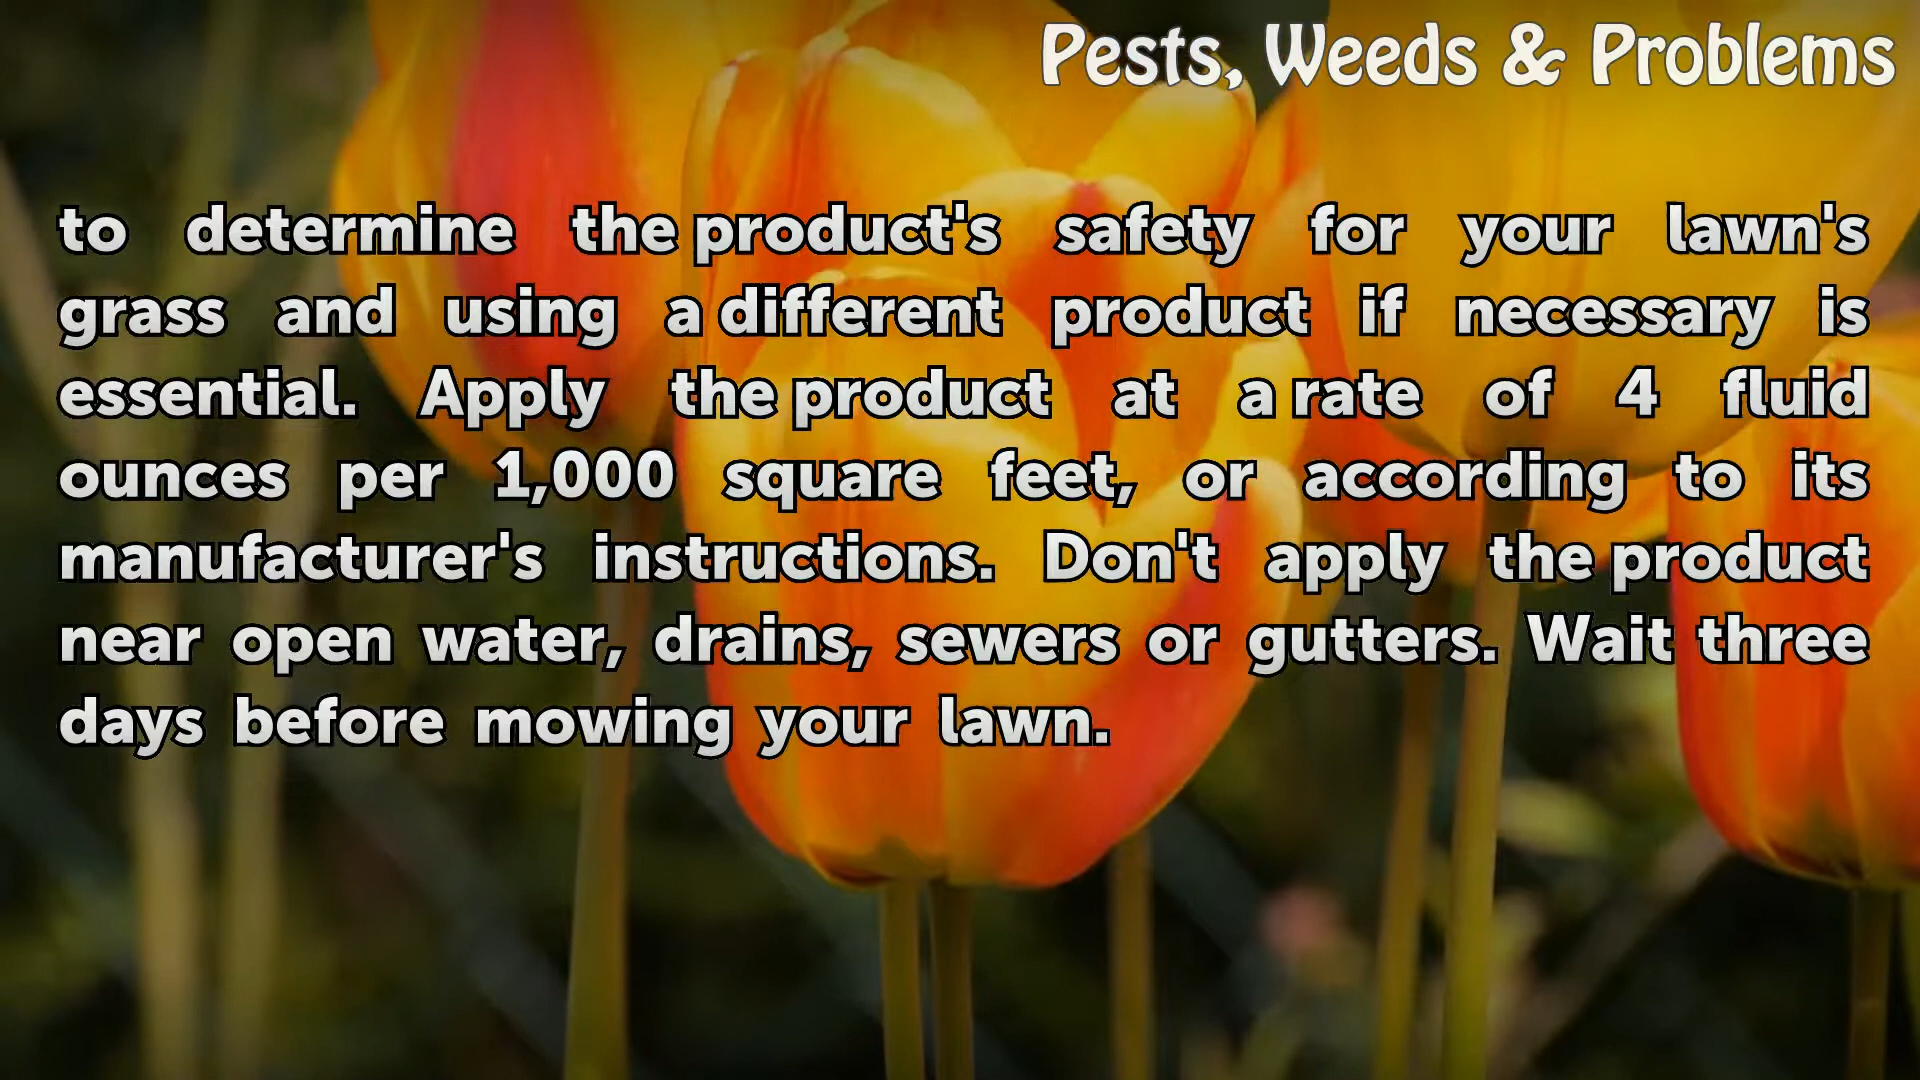 Pests, Weeds & Problems
to determine the product's safety for your lawn's
grass and using a different product if necessary is
essential. Apply the product at a rate of 4 fluid
ounces per 1,000 square feet, or according to its
manufacturer's instructions. Don't apply the product
near open water, drains, sewers or gutters. Wait three
days before mowing your lawn.